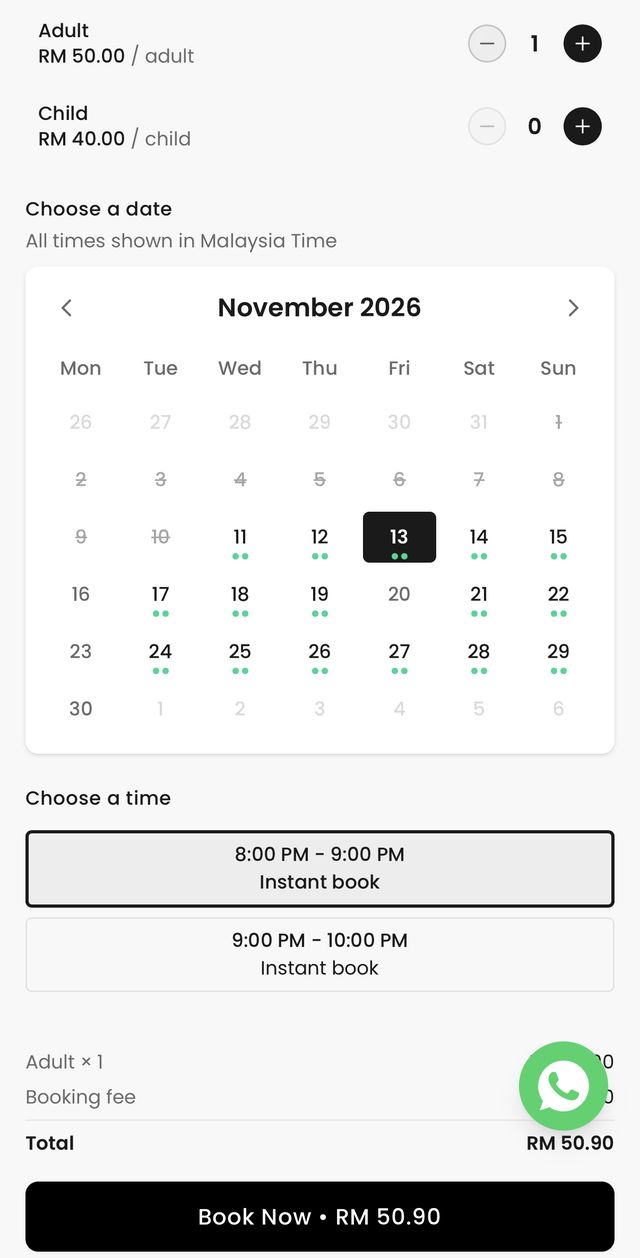 Adult
RM 50.00 / adult
1
Child
RM 40.00 / child
0
Choose a date
All times shown in Malaysia Time
November 2026
Mon Tue Wed Thu Fri Sat Sun
26 27 28 29 30 31 1
2 3 4 5 6 7 8
9 10 11 12 13 14 15
16 17 18 19 20 21 22
23 24 25 26 27 28 29
30 1 2 3 4 5 6
Choose a time
8:00 PM - 9:00 PM
Instant book
9:00 PM - 10:00 PM
Instant book
Adult × 1
Booking fee
Total RM 50.90
Book Now • RM 50.90